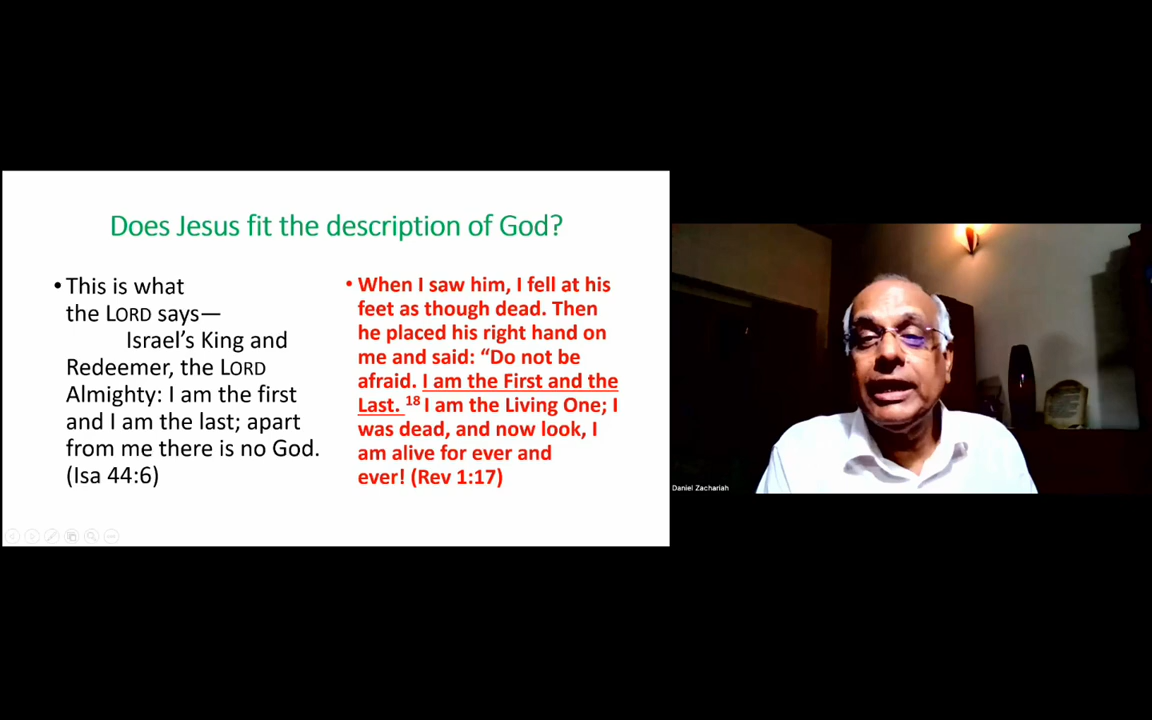 Does Jesus fit the description of God?
• This is what
the LORD says—
Israel's King and
Redeemer, the LORD
Almighty: I am the first
and I am the last; apart
from me there is no God.
(Isa 44:6)
• When I saw him, I fell at his
feet as though dead. Then
he placed his right hand on
me and said: “Do not be
afraid. I am the First and the
Last. 18 I am the Living One; I
was dead, and now look, I
am alive for ever and
ever! (Rev 1:17)
Daniel Zachariah